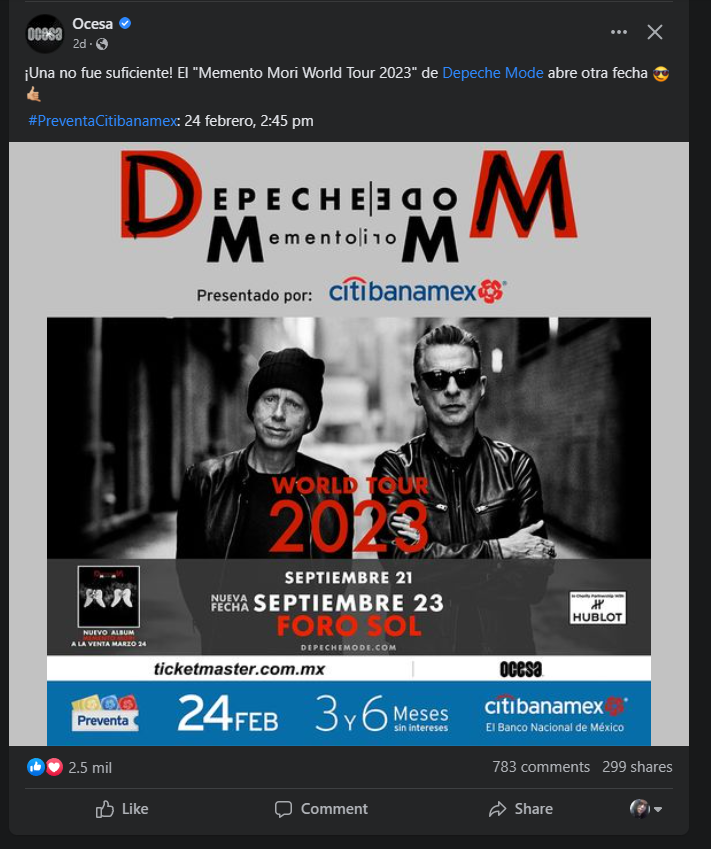 ocesa
Ocesa
2d
¡Una no fue suficiente! El "Memento Mori World Tour 2023" de Depeche Mode abre otra fecha 😎
🤙🏼
#PreventaCitibanamex: 24 febrero, 2:45 pm
DEPECHE|MODE M
Memento|Mori M
Presentado por: citibanamex
WORLD TOUR
2023
SEPTIEMBRE 21
NUEVA FECHA SEPTIEMBRE 23
FORO SOL
DEPECHEMODE.COM
NUEVO ALBUM
MEMENTO MORI
A LA VENTA MARZO 24
In Charity Partnership With
HUBLOT
ticketmaster.com.mx | ocesa
Preventa
24FEB
3 Y 6 Meses
sin intereses
citibanamex
El Banco Nacional de México
2.5 mil
783 comments 299 shares
Like Comment Share